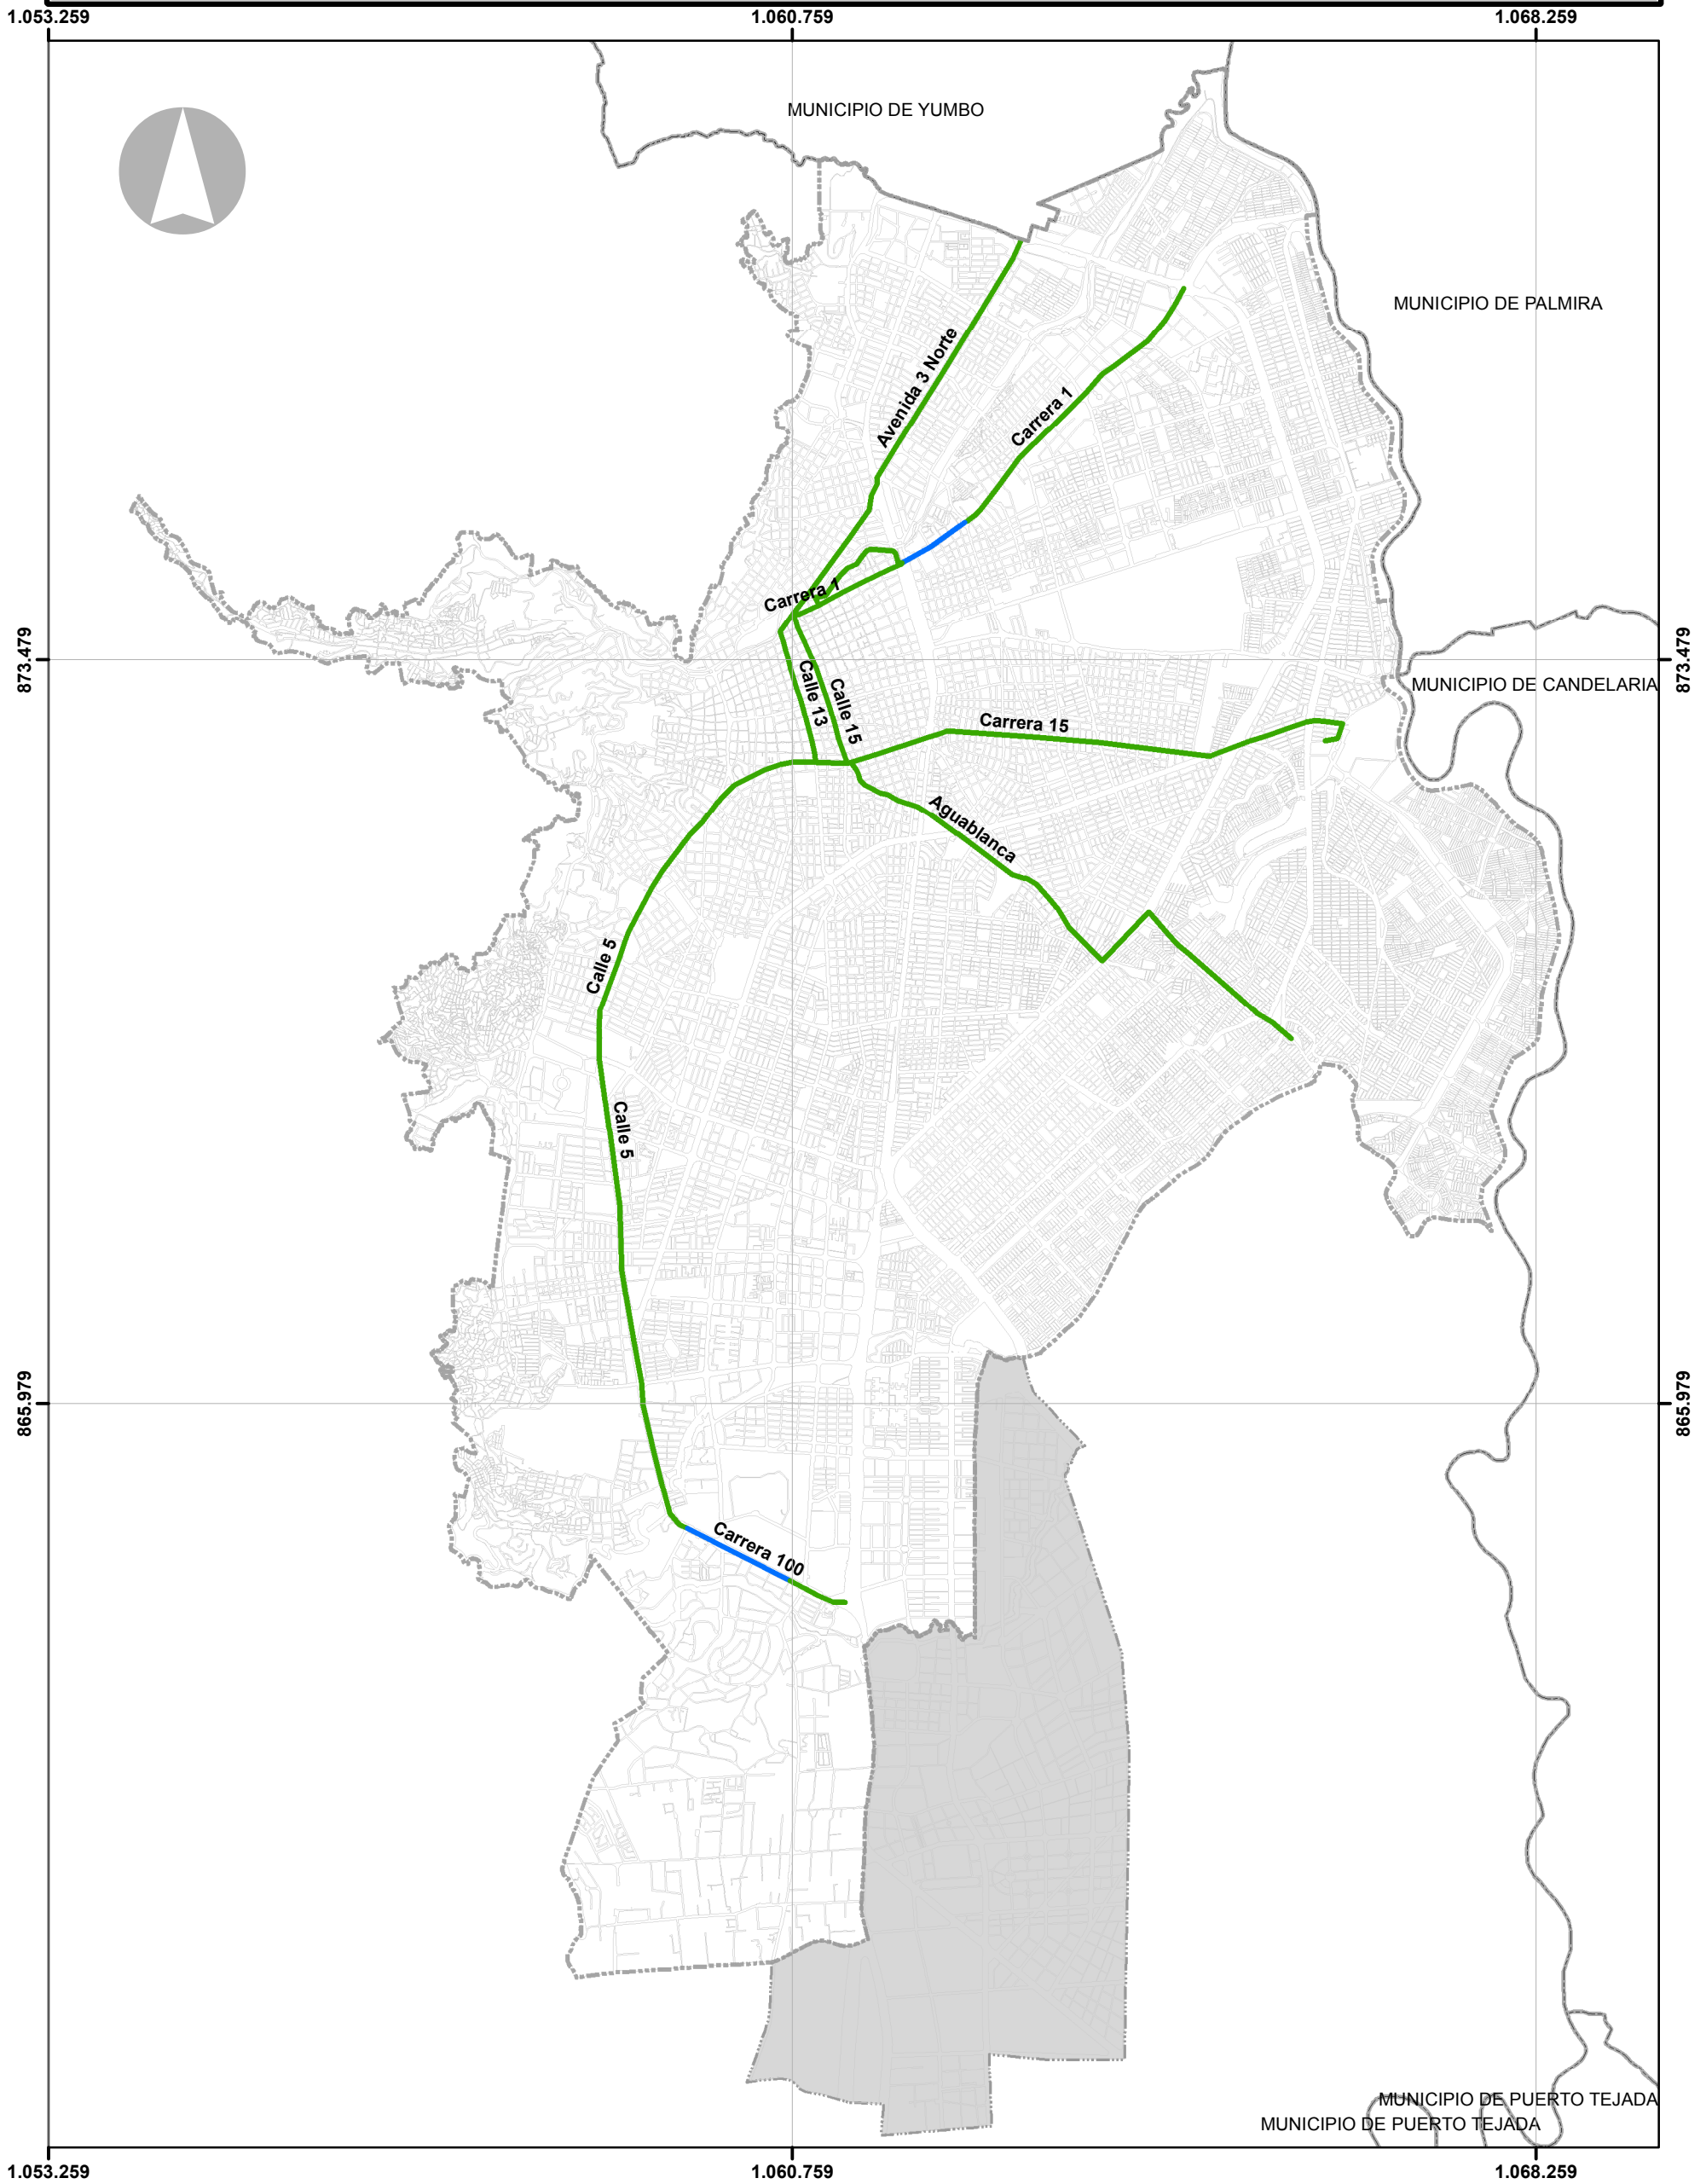 1.053.259
1.060.759
1.068.259
MUNICIPIO DE YUMBO
MUNICIPIO DE PALMIRA
Avenida 3 Norte
Carrera 1
Carrera 1
873.479
873.479
MUNICIPIO DE CANDELARIA
Calle 13
Calle 15
Carrera 15
Aguablanca
Calle 5
Calle 5
865.979
865.979
Carrera 100
MUNICIPIO DE PUERTO TEJADA
MUNICIPIO DE PUERTO TEJADA
1.053.259
1.060.759
1.068.259